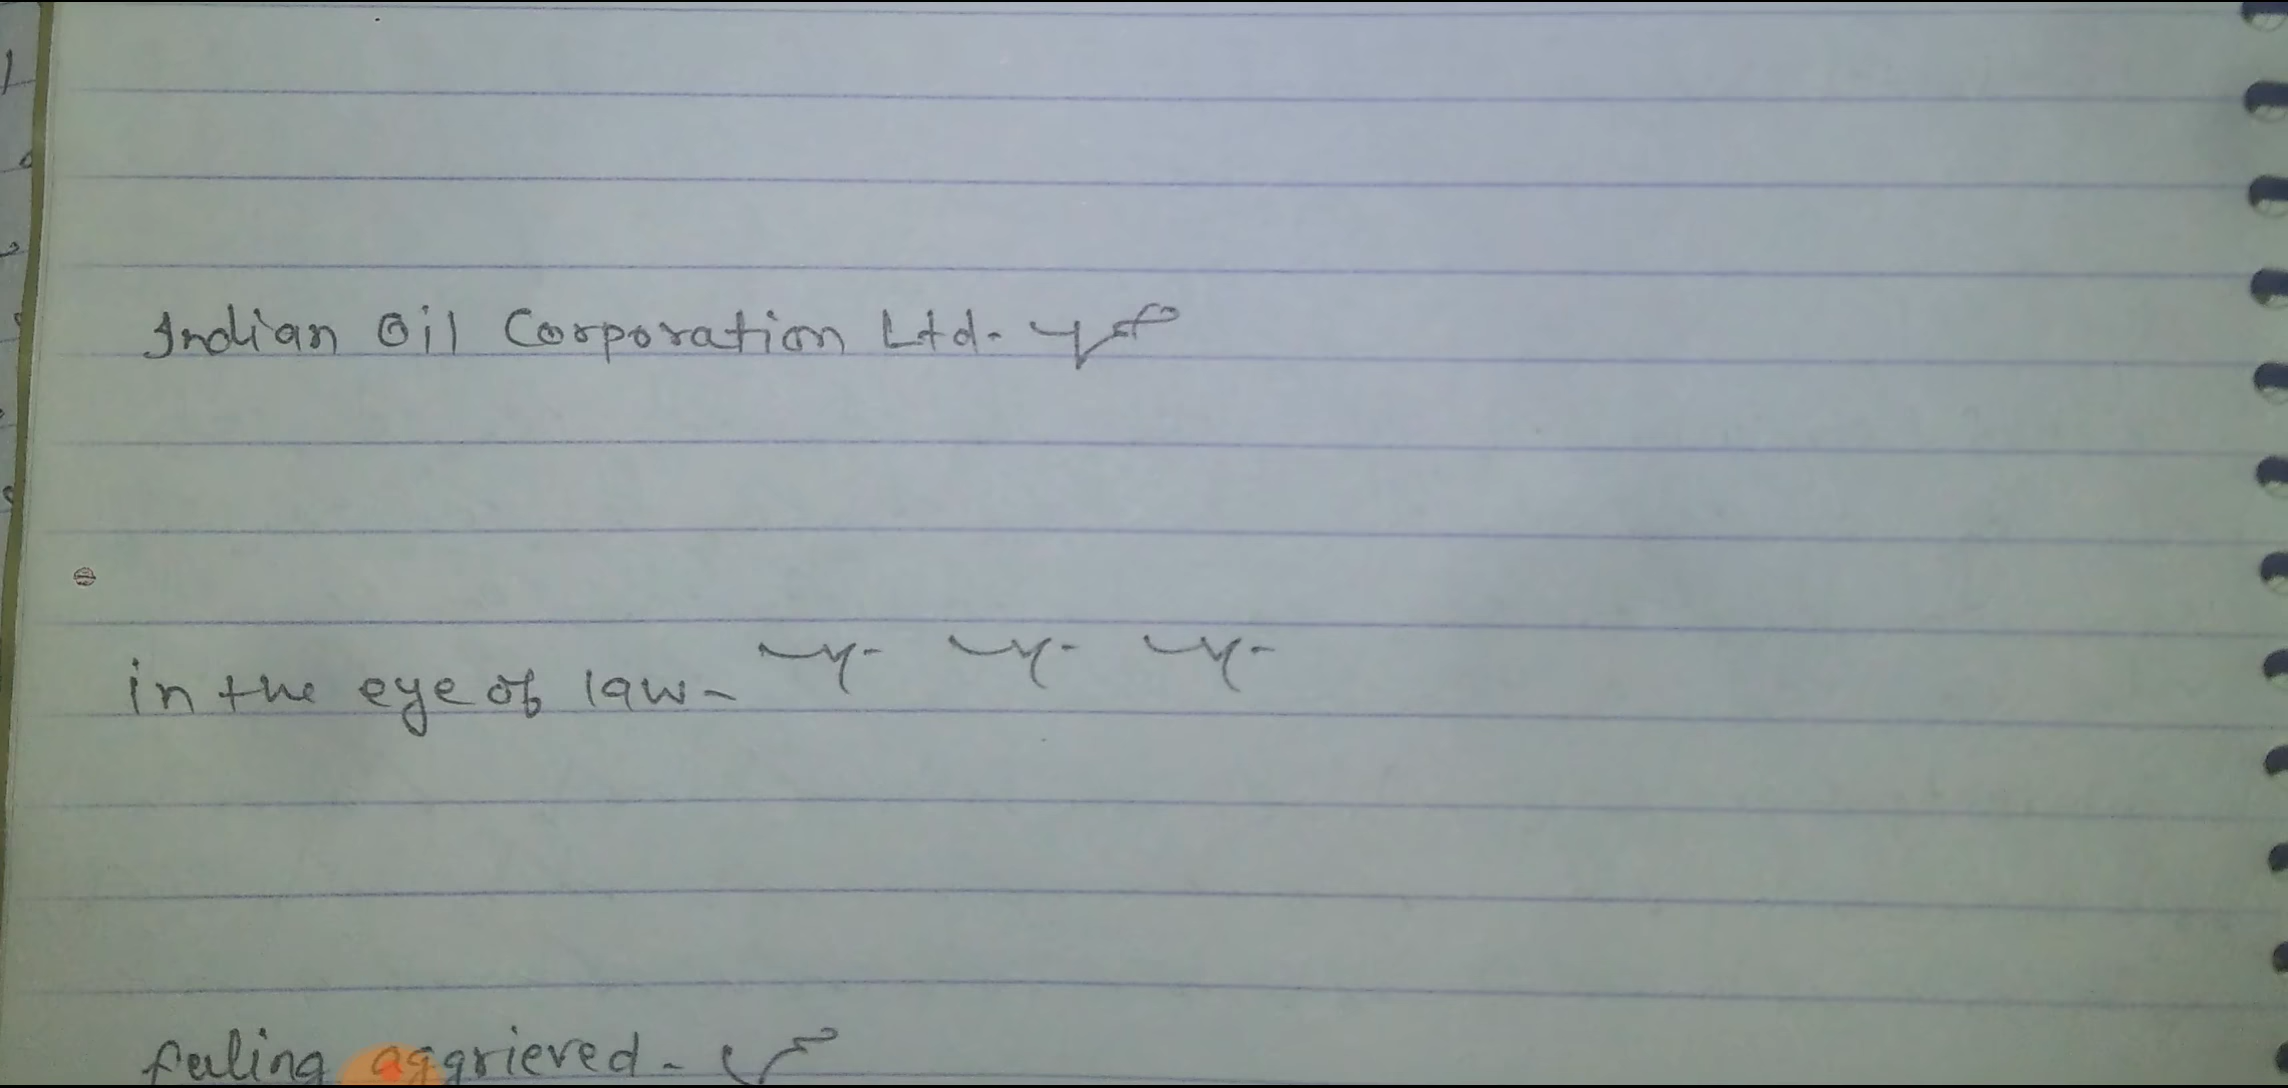 Indian Oil Corporation Ltd-
in the eye of law-
feeling aggrieved-